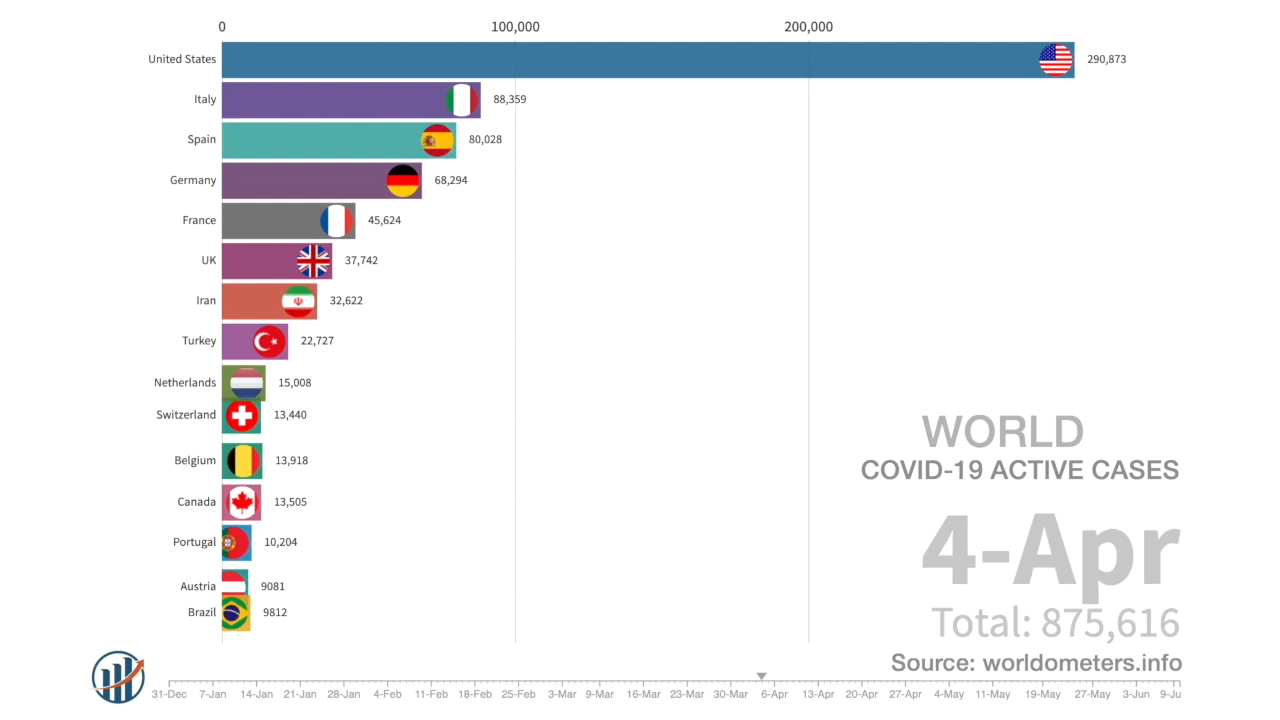 0 100,000 200,000
United States 290,873
Italy 88,359
Spain 80,028
Germany 68,294
France 45,624
UK 37,742
Iran 32,622
Turkey 22,727
Netherlands 15,008
Switzerland 13,440
Belgium 13,918
Canada 13,505
Portugal 10,204
Austria 9081
Brazil 9812
WORLD
COVID-19 ACTIVE CASES
4-Apr
Total: 875,616
Source: worldometers.info
31-Dec 7-Jan 14-Jan 21-Jan 28-Jan 4-Feb 11-Feb 18-Feb 25-Feb 3-Mar 9-Mar 16-Mar 23-Mar 30-Mar 6-Apr 13-Apr 20-Apr 27-Apr 4-May 11-May 19-May 27-May 3-Jun 9-Ju